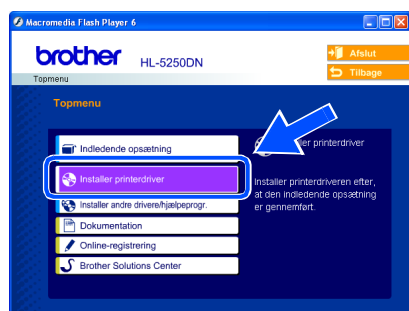 Macromedia Flash Player 6
brother HL-5250DN
Afslut
Tilbage
Topmenu
Topmenu
Indledende opsætning
Installer printerdriver
Installer andre drivere/hjælpeprogr.
Dokumentation
Online-registrering
Brother Solutions Center
printerdriver
Installer printerdriveren efter,
at den indledende opsætning
er gennemført.